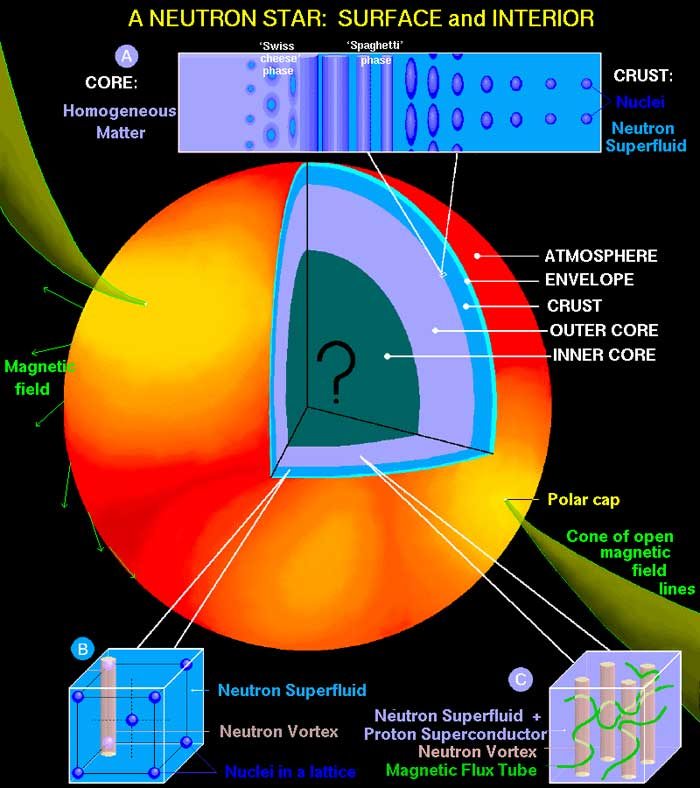 A NEUTRON STAR: SURFACE and INTERIOR
A
CORE:
Homogeneous
Matter
'Swiss
cheese'
phase
'Spaghetti'
phase
CRUST:
Nuclei
Neutron
Superfluid
ATMOSPHERE
ENVELOPE
CRUST
OUTER CORE
INNER CORE
?
Magnetic
field
Polar cap
Cone of open
magnetic
field
lines
B
Neutron Superfluid
Neutron Vortex
Nuclei in a lattice
C
Neutron Superfluid +
Proton Superconductor
Neutron Vortex
Magnetic Flux Tube